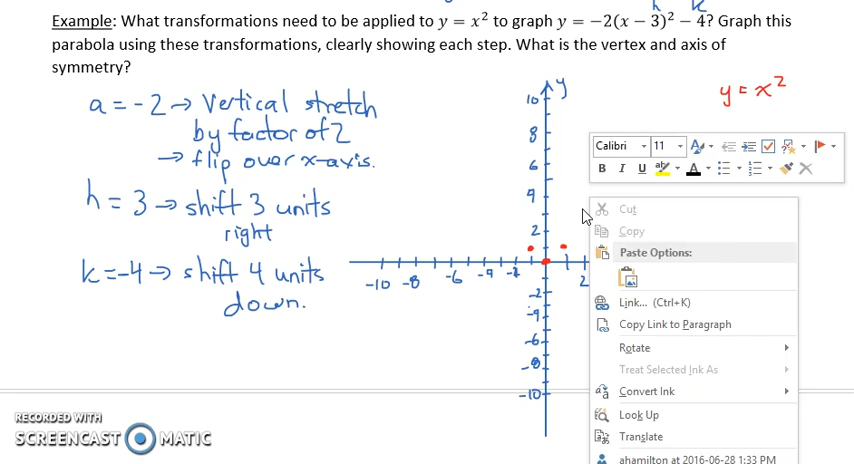 h k
Example: What transformations need to be applied to y = x² to graph y = −2(x − 3)² − 4? Graph this
parabola using these transformations, clearly showing each step. What is the vertex and axis of
symmetry?
a = -2 → Vertical stretch
by factor of 2
→ flip over x-axis.
h = 3 → shift 3 units
right
k = -4 → shift 4 units
down.
y = x²
y
10
8
6
4
2
-10 -8 -6 -4 -2 2
-2
-4
-6
-8
-10
Calibri 11 A
B I U ab A
Cut
Copy
Paste Options:
Link... (Ctrl+K)
Copy Link to Paragraph
Rotate
Treat Selected Ink As
Convert Ink
Look Up
Translate
ahamilton at 2016-06-28 1:33 PM
RECORDED WITH
SCREENCAST MATIC